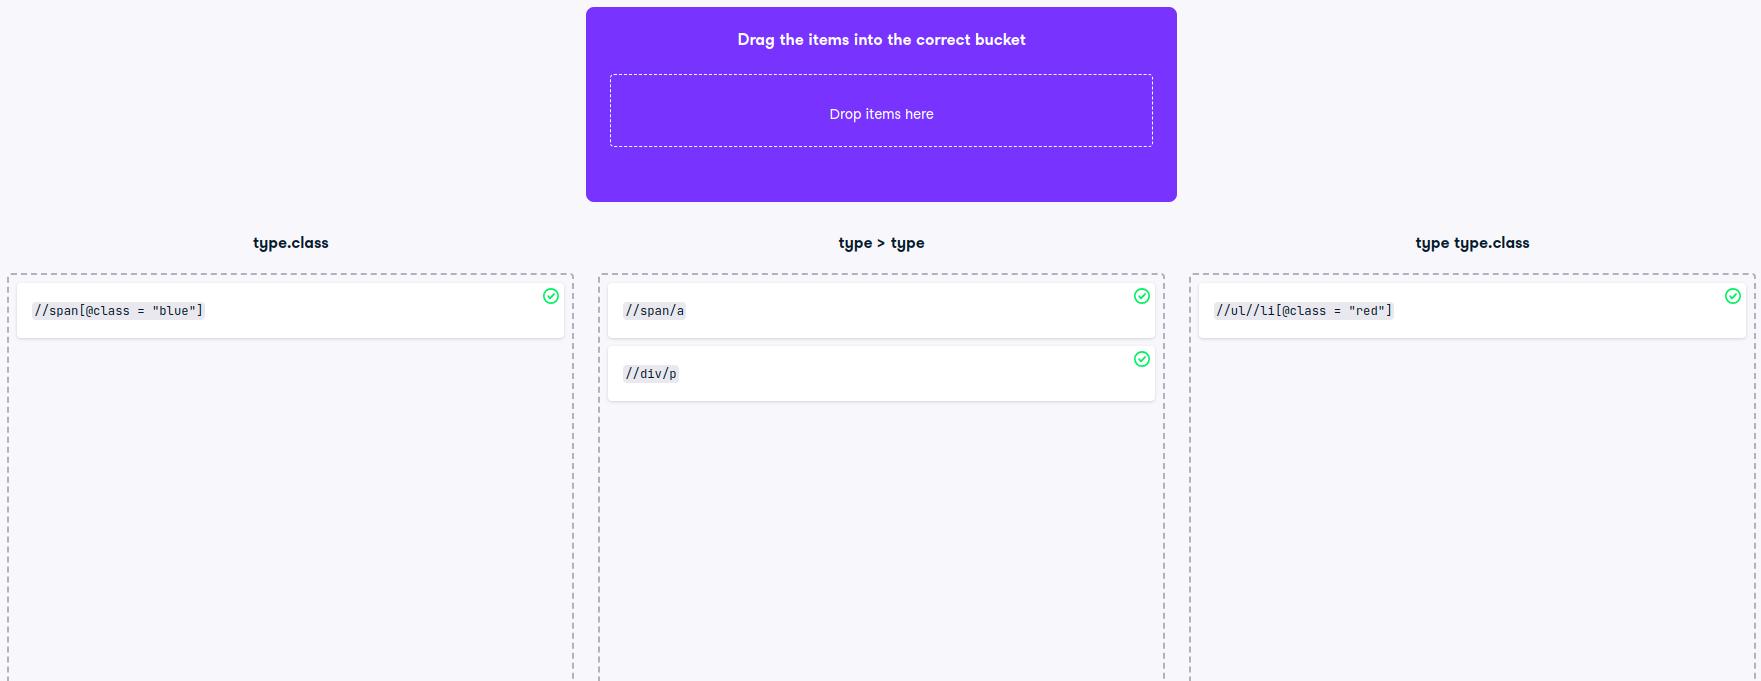 Drag the items into the correct bucket
Drop items here
type.class
//span[@class = "blue"]
type > type
//span/a
//div/p
type type.class
//ul//li[@class = "red"]